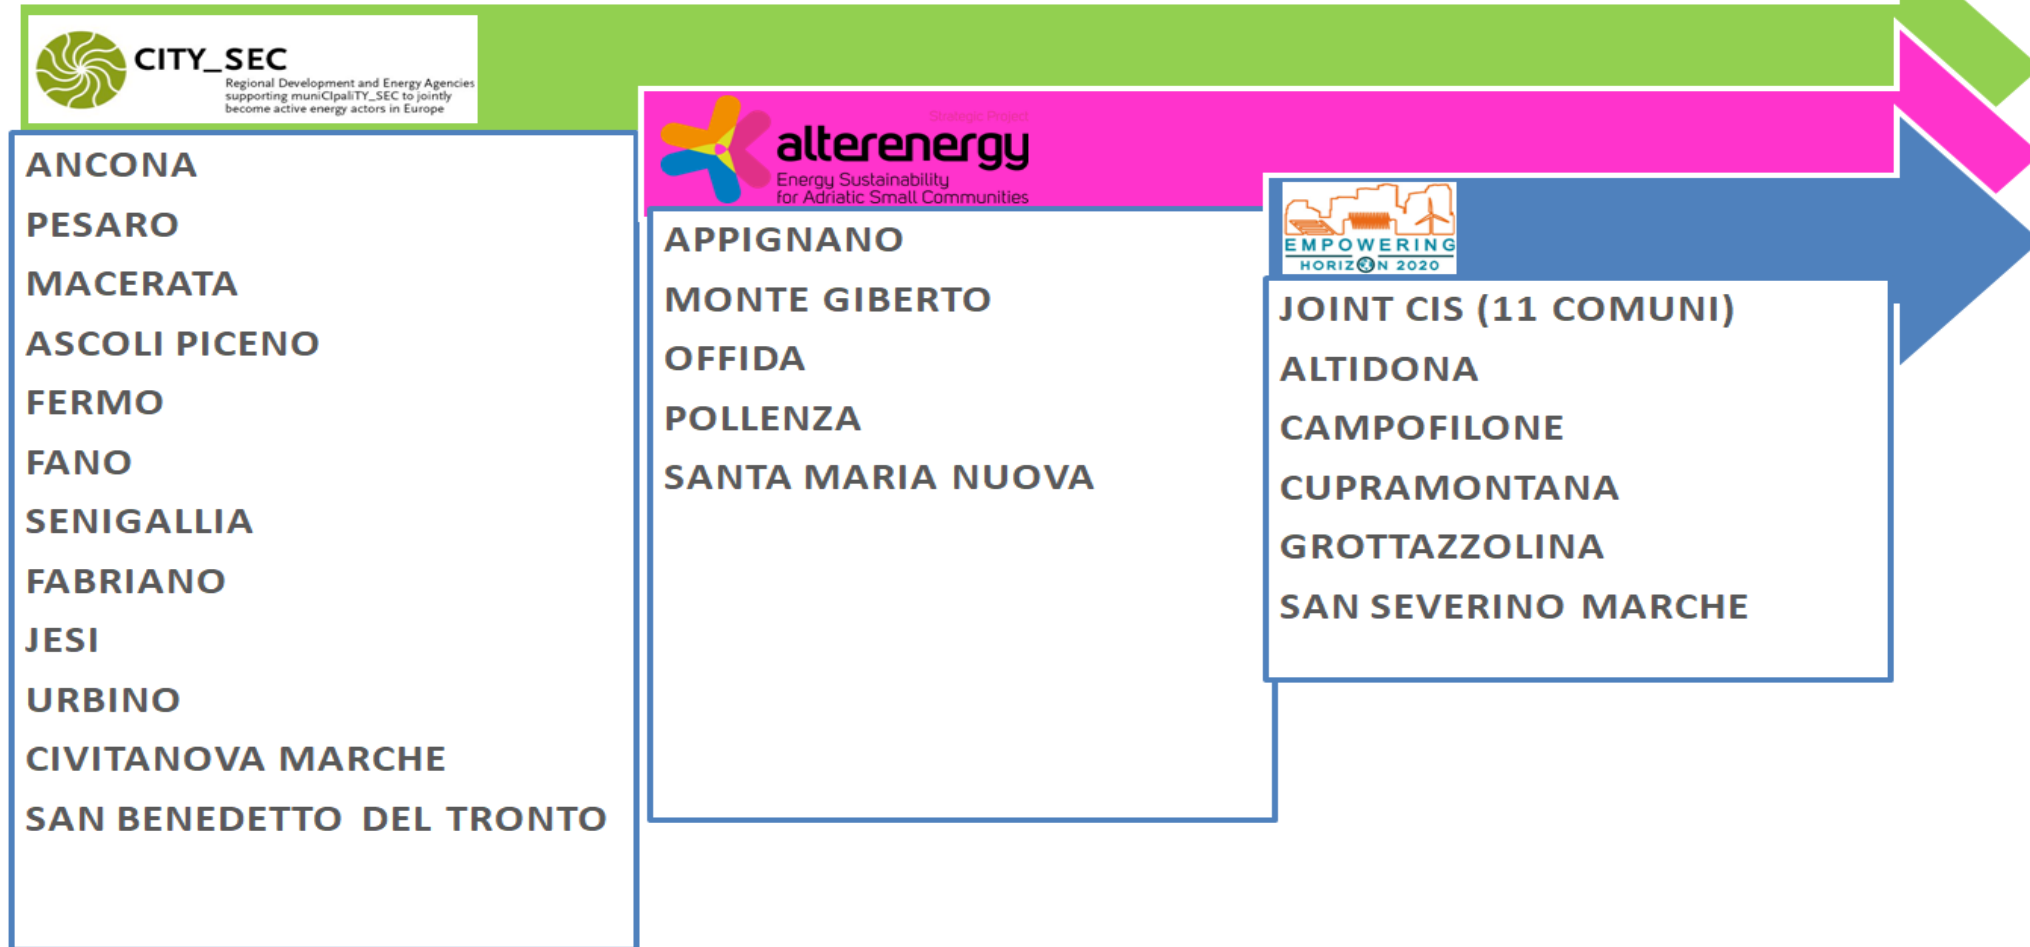 CITY_SEC
Regional Development and Energy Agencies
supporting muniCIpaliTY_SEC to jointly
become active energy actors in Europe
ANCONA
PESARO
MACERATA
ASCOLI PICENO
FERMO
FANO
SENIGALLIA
FABRIANO
JESI
URBINO
CIVITANOVA MARCHE
SAN BENEDETTO DEL TRONTO
Strategic Project
alterenergy
Energy Sustainability
for Adriatic Small Communities
APPIGNANO
MONTE GIBERTO
OFFIDA
POLLENZA
SANTA MARIA NUOVA
EMPOWERING
HORIZON 2020
JOINT CIS (11 COMUNI)
ALTIDONA
CAMPOFILONE
CUPRAMONTANA
GROTTAZZOLINA
SAN SEVERINO MARCHE